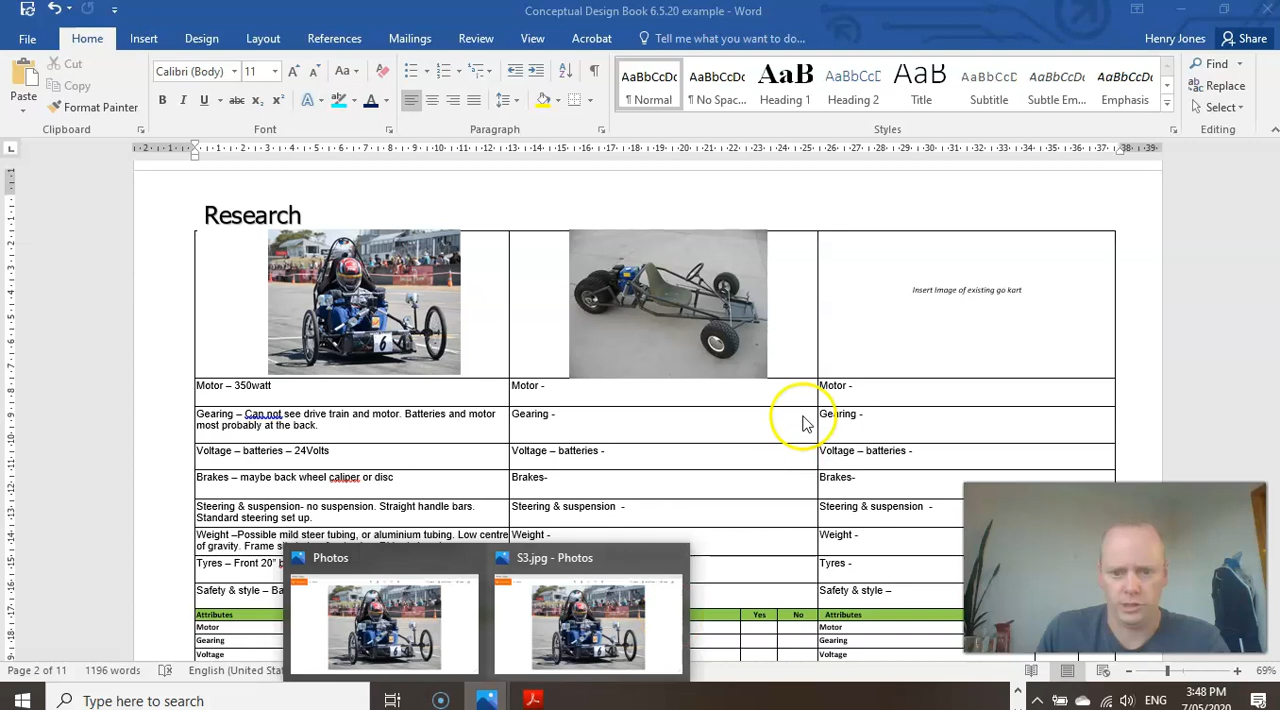 Conceptual Design Book 6.5.20 example - Word
File Home Insert Design Layout References Mailings Review View Acrobat Tell me what you want to do... Henry Jones Share
Paste
Cut
Copy
Format Painter
Calibri (Body) 11
AaBbCcDc AaBbCcDc AaB AaBbCcD AaB AaBbCcD AaBbCcDt AaBbCcDt
¶ Normal ¶ No Spac... Heading 1 Heading 2 Title Subtitle Subtle Em... Emphasis
Find
Replace
Select
Clipboard Font Paragraph Styles Editing
Research
6
Insert Image of existing go kart
Motor – 350watt
Motor -
Motor -
Gearing – Can not see drive train and motor. Batteries and motor
most probably at the back.
Gearing -
Gearing -
Voltage – batteries – 24Volts
Voltage – batteries -
Voltage – batteries -
Brakes – maybe back wheel caliper or disc
Brakes-
Brakes-
Steering & suspension- no suspension. Straight handle bars.
Standard steering set up.
Steering & suspension -
Steering & suspension -
Weight –Possible mild steer tubing, or aluminium tubing. Low centre
of gravity. Frame
Weight -
Weight -
Tyres – Front 20"
Tyres -
Safety & style – Ba
Safety & style –
Attributes
Yes No
Attributes
Motor
Motor
Gearing
Gearing
Voltage
Voltage
Photos
S3.jpg - Photos
Page 2 of 11 1196 words English (United Sta 69%
Type here to search
ENG
3:48 PM
7/05/2020